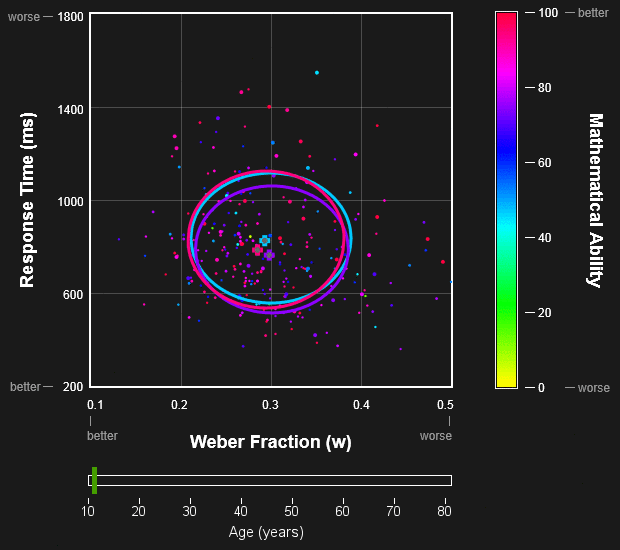 worse
1800
1400
1000
600
better
200
Response Time (ms)
0.1
0.2
0.3
0.4
0.5
better
worse
Weber Fraction (w)
10
20
30
40
50
60
70
80
Age (years)
100
better
80
60
40
20
0
worse
Mathematical Ability